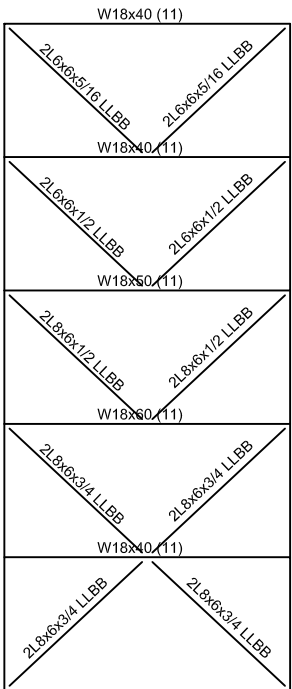 W18x40 (11)
2L6x6x5/16 LLBB
2L6x6x5/16 LLBB
W18x40 (11)
2L6x6x1/2 LLBB
2L6x6x1/2 LLBB
W18x50 (11)
2L8x6x1/2 LLBB
2L8x6x1/2 LLBB
W18x60 (11)
2L8x6x3/4 LLBB
2L8x6x3/4 LLBB
W18x40 (11)
2L8x6x3/4 LLBB
2L8x6x3/4 LLBB